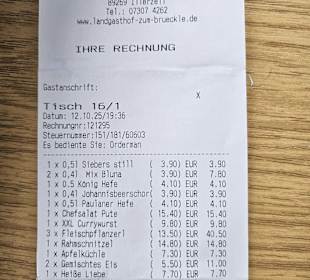 89269 Illerzell
Tel.: 07307 4262
www.landgasthof-zum-brueckle.de
IHRE RECHNUNG
Gastanschrift:
X
Tisch 16/1
Datum: 12.10.25/19:36
Rechnungnr:121295
Steuernummer:151/181/60603
Es bediente Sie: Orderman
1 x 0,5l Siebers still ( 3.90) EUR 3.90
2 x 0,4l Mix Bluna ( 3.90) EUR 7.80
1 x 0.5 König Hefe ( 4.10) EUR 4.10
1 x 0,4l Johannisbeerschor( 3.90) EUR 3.90
1 x 0,5l Paulaner Hefe ( 4.10) EUR 4.10
1 x Chefsalat Pute ( 15.40) EUR 15.40
1 x XXL Currywurst ( 9.80) EUR 9.80
3 x Fleischpflanzerl ( 13.50) EUR 40.50
1 x Rahmschnitzel ( 14.80) EUR 14.80
1 x Apfelküchle ( 7.30) EUR 7.30
2 x Gemischtes Eis ( 5.50) EUR 11.00
1 x Heiße Liebe ( 7.70) EUR 7.70